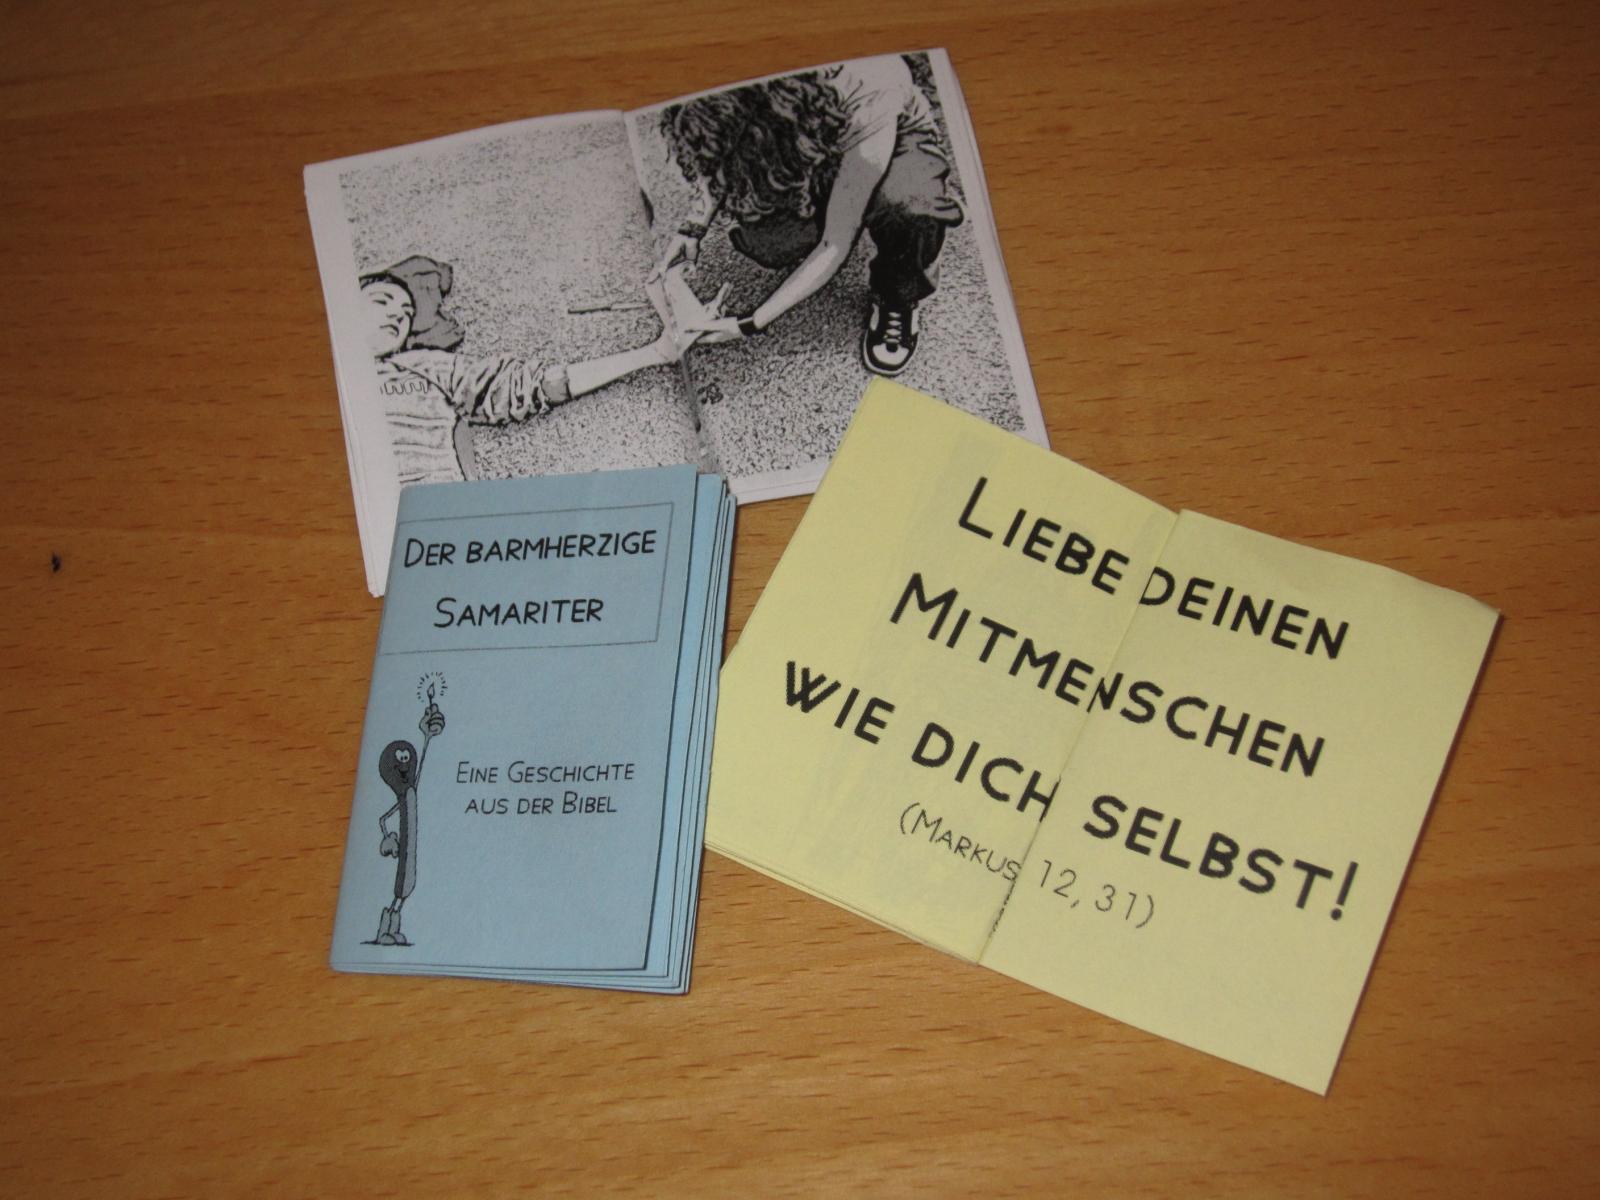 DER BARMHERZIGE
SAMARITER
EINE GESCHICHTE
AUS DER BIBEL
LIEBE DEINEN
MITMENSCHEN
WIE DICH SELBST!
(MARKUS 12, 31)